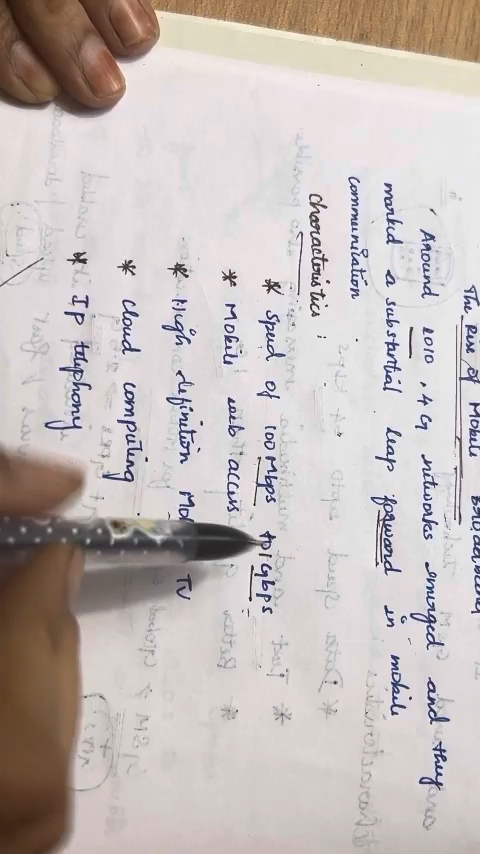 The Rise of Mobile Broadband
Around 2010, 4G networks emerged and they
marked a substantial leap forward in mobile
communication
Characteristics :
* Speed of 100 Mbps to 1 Gbps
* Mobile web access
* High definition TV
* Cloud computing
* IP telephony